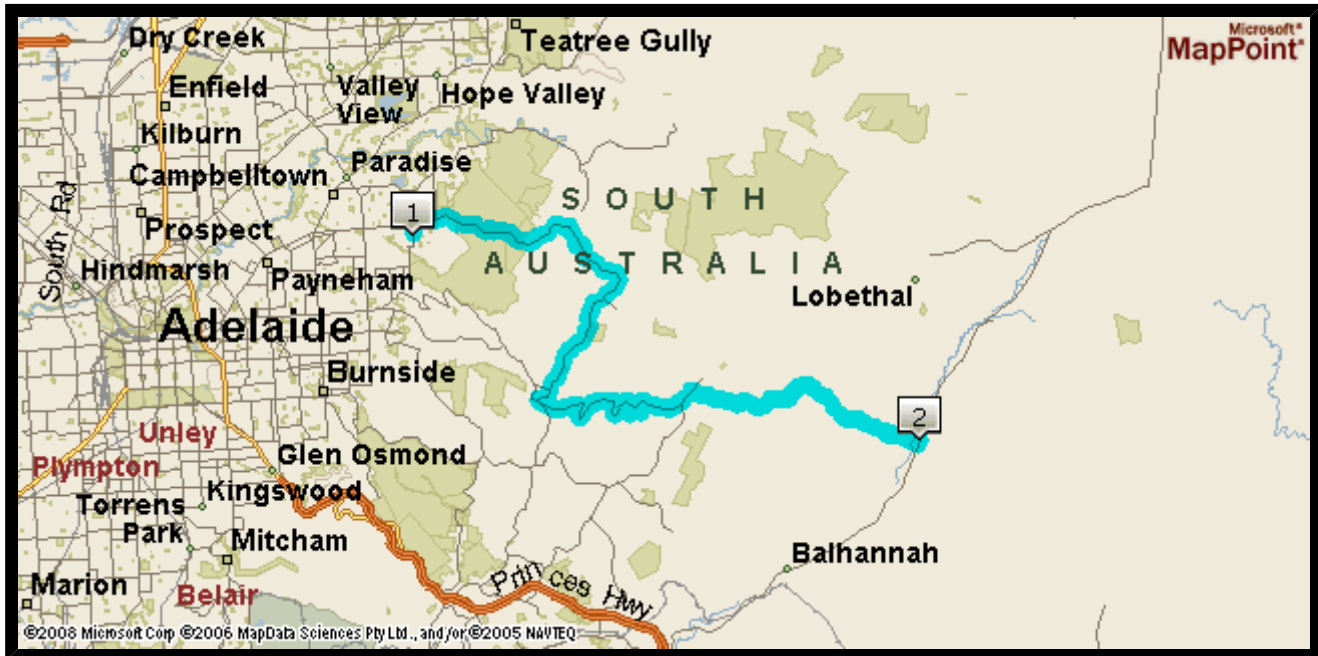 Microsoft®
MapPoint®
Dry Creek
Teatree Gully
Enfield
Valley
View
Hope Valley
Kilburn
Paradise
Campbelltown
SOUTH
1
South Rd
Prospect
Hindmarsh
Payneham
AUSTRALIA
Lobethal
Adelaide
Burnside
2
Unley
Glen Osmond
Plympton
Kingswood
Torrens
Park
Mitcham
Balhannah
Marion
Belair
Princes Hwy
©2008 Microsoft Corp ©2006 MapData Sciences Pty Ltd., and/or ©2005 NAVTEQ